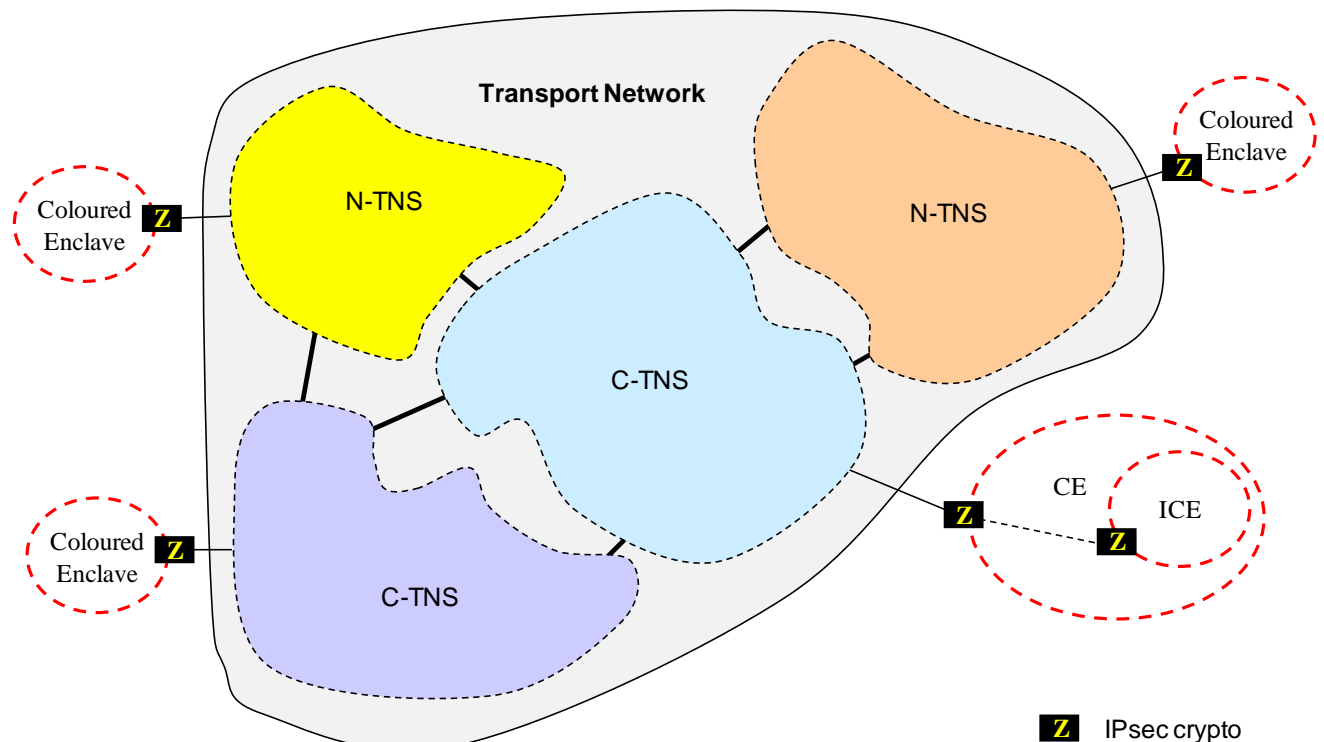 Transport Network
Coloured
Enclave
Z
N-TNS
N-TNS
Coloured
Enclave
Z
C-TNS
CE
ICE
Z
Z
Coloured
Enclave
Z
C-TNS
Z IPsec crypto